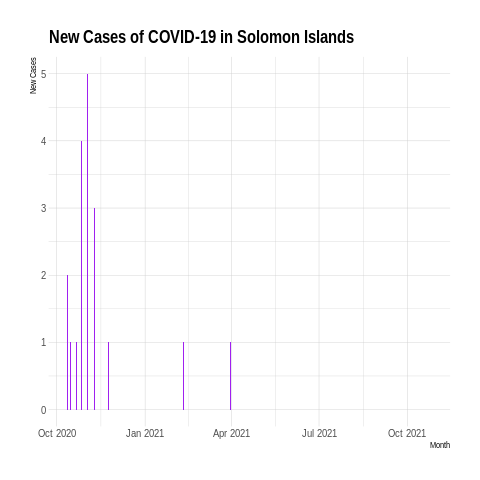 New Cases of COVID-19 in Solomon Islands
New Cases
5
4
3
2
1
0
Oct 2020 Jan 2021 Apr 2021 Jul 2021 Oct 2021
Month